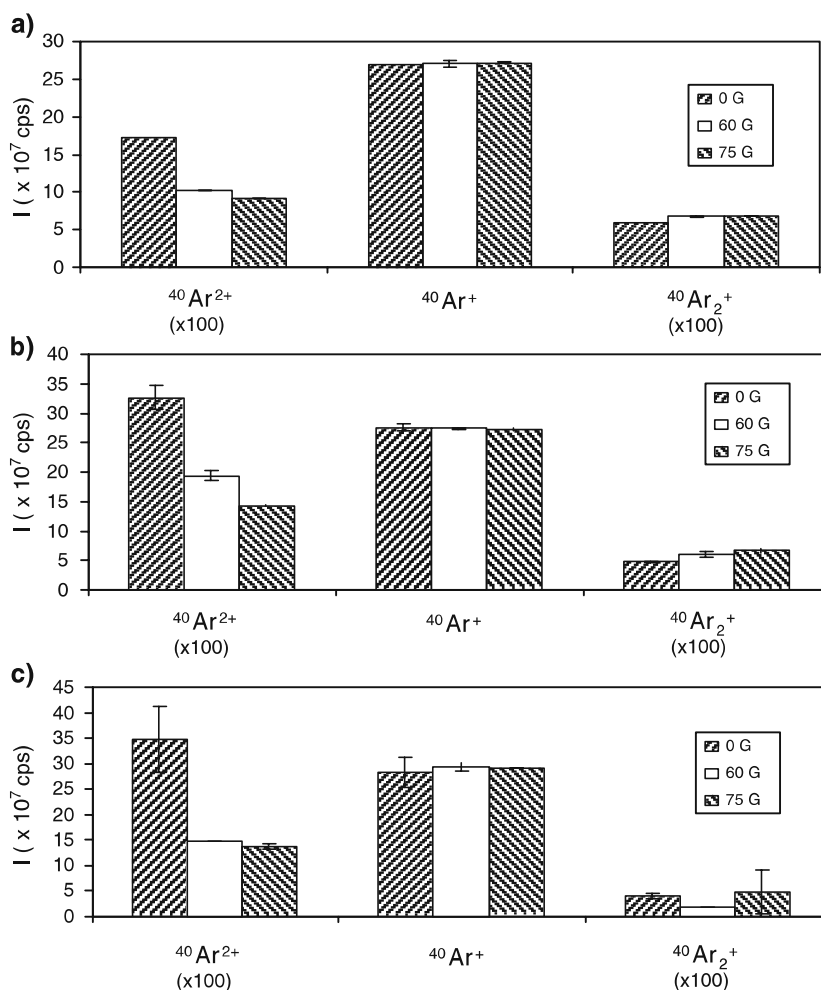 a)
I ( x 10⁷ cps)
30
25
20
15
10
5
0
0 G
60 G
75 G
⁴⁰Ar²⁺ ⁴⁰Ar⁺ ⁴⁰Ar₂⁺
(x100) (x100)
b)
I ( x 10⁷ cps)
40
35
30
25
20
15
10
5
0
0 G
60 G
75 G
⁴⁰Ar²⁺ ⁴⁰Ar⁺ ⁴⁰Ar₂⁺
(x100) (x100)
c)
I ( x 10⁷ cps)
45
40
35
30
25
20
15
10
5
0
0 G
60 G
75 G
⁴⁰Ar²⁺ ⁴⁰Ar⁺ ⁴⁰Ar₂⁺
(x100) (x100)